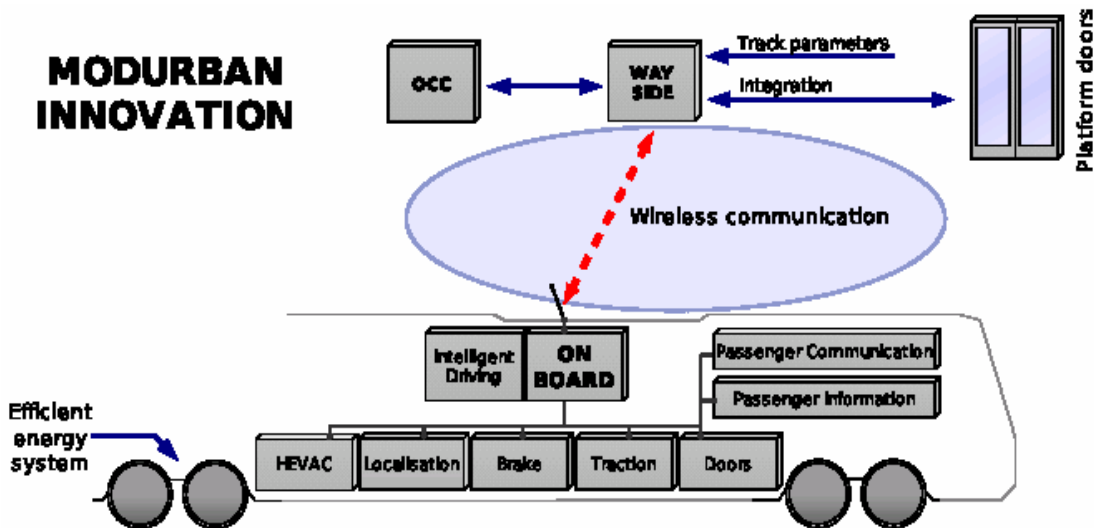 MODURBAN
INNOVATION
OCC
WAY
SIDE
Track parameters
Integration
Platform doors
Wireless communication
Intelligent
Driving
ON
BOARD
Passenger Communication
Passenger Information
Efficient
energy
system
HEVAC
Localisation
Brake
Traction
Doors